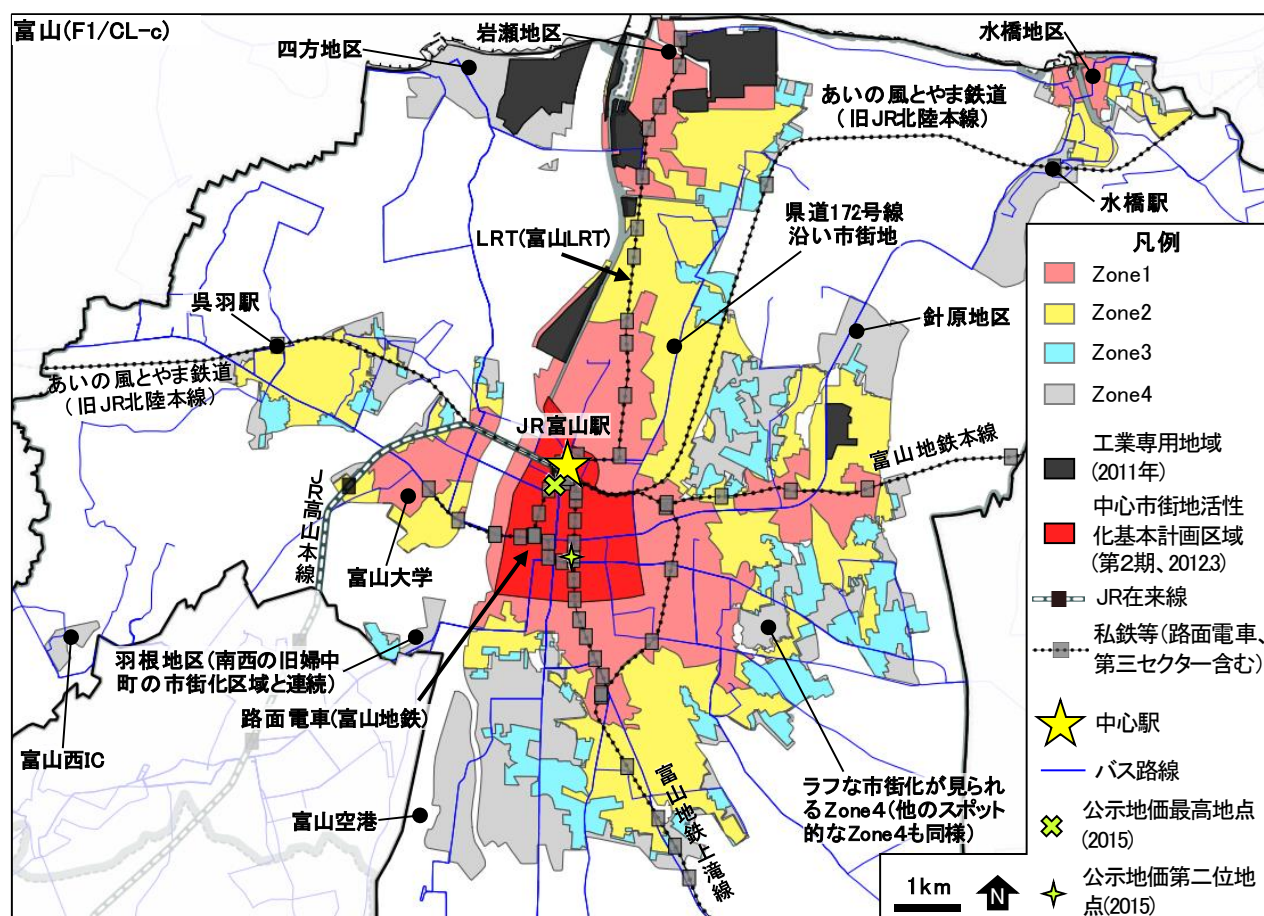 富山(F1/CL-c)
四方地区
岩瀬地区
水橋地区
あいの風とやま鉄道
(旧JR北陸本線)
水橋駅
県道172号線
沿い市街地
LRT(富山LRT)
呉羽駅
針原地区
あいの風とやま鉄道
(旧JR北陸本線)
JR富山駅
富山地鉄本線
JR高山本線
富山大学
羽根地区(南西の旧婦中
町の市街化区域と連続)
路面電車(富山地鉄)
富山西IC
富山空港
富山地鉄上滝線
ラフな市街化が見られ
るZone4(他のスポット
的なZone4も同様)
凡例
Zone1
Zone2
Zone3
Zone4
工業専用地域
(2011年)
中心市街地活性
化基本計画区域
(第2期、2012.3)
JR在来線
私鉄等(路面電車、
第三セクター含む)
中心駅
バス路線
公示地価最高地点
(2015)
公示地価第二位地
点(2015)
1km
N